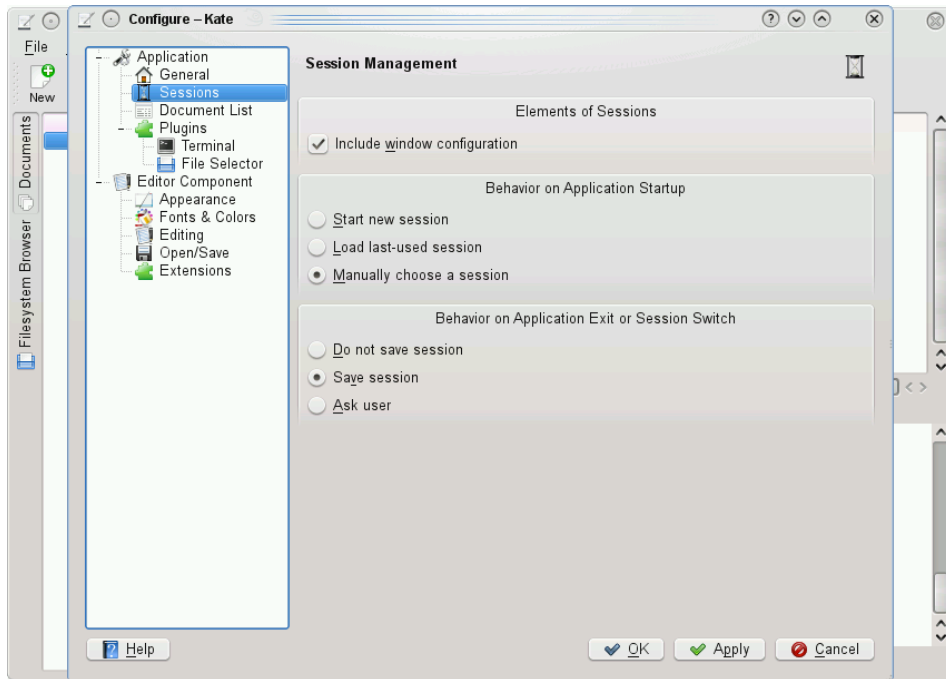 Configure – Kate
File
New
Documents
Filesystem Browser
Application
General
Sessions
Document List
Plugins
Terminal
File Selector
Editor Component
Appearance
Fonts & Colors
Editing
Open/Save
Extensions
Session Management
Elements of Sessions
Include window configuration
Behavior on Application Startup
Start new session
Load last-used session
Manually choose a session
Behavior on Application Exit or Session Switch
Do not save session
Save session
Ask user
Help
OK
Apply
Cancel